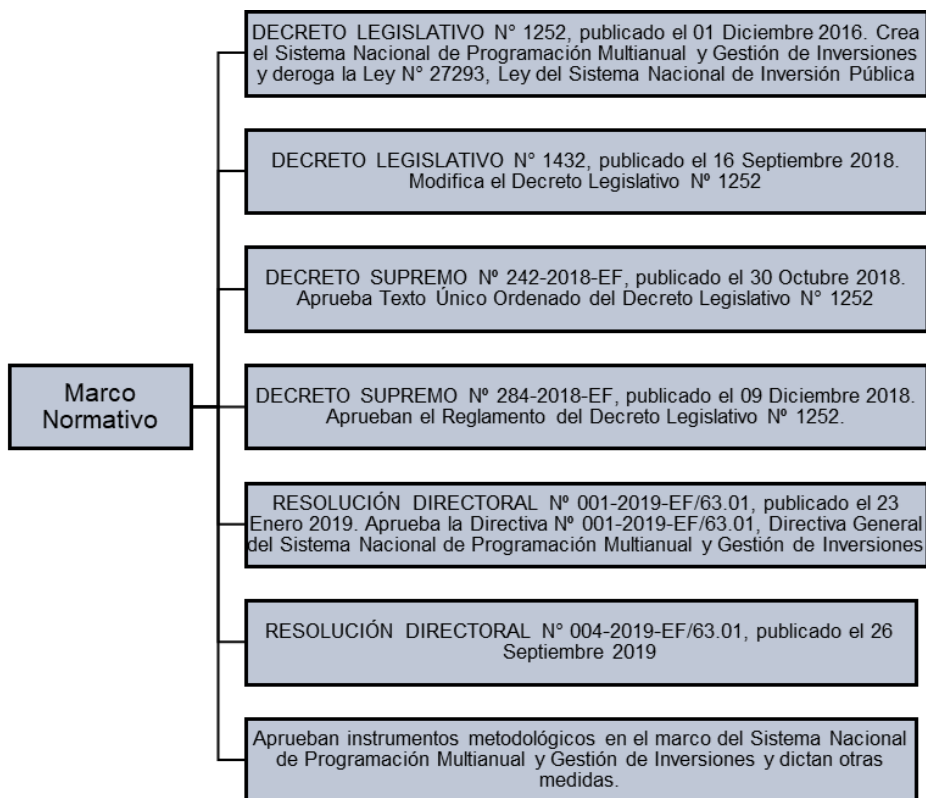 DECRETO LEGISLATIVO N° 1252, publicado el 01 Diciembre 2016. Crea
el Sistema Nacional de Programación Multianual y Gestión de Inversiones
y deroga la Ley N° 27293, Ley del Sistema Nacional de Inversión Pública
DECRETO LEGISLATIVO N° 1432, publicado el 16 Septiembre 2018.
Modifica el Decreto Legislativo Nº 1252
DECRETO SUPREMO Nº 242-2018-EF, publicado el 30 Octubre 2018.
Aprueba Texto Único Ordenado del Decreto Legislativo N° 1252
Marco
Normativo
DECRETO SUPREMO Nº 284-2018-EF, publicado el 09 Diciembre 2018.
Aprueban el Reglamento del Decreto Legislativo Nº 1252.
RESOLUCIÓN DIRECTORAL Nº 001-2019-EF/63.01, publicado el 23
Enero 2019. Aprueba la Directiva Nº 001-2019-EF/63.01, Directiva General
del Sistema Nacional de Programación Multianual y Gestión de Inversiones
RESOLUCIÓN DIRECTORAL N° 004-2019-EF/63.01, publicado el 26
Septiembre 2019
Aprueban instrumentos metodológicos en el marco del Sistema Nacional
de Programación Multianual y Gestión de Inversiones y dictan otras
medidas.